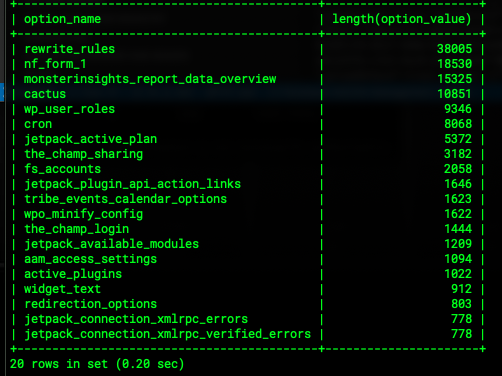 +---------------------------------------+----------------------+
| option_name                           | length(option_value) |
+---------------------------------------+----------------------+
| rewrite_rules                         |                38005 |
| nf_form_1                             |                18530 |
| monsterinsights_report_data_overview  |                15325 |
| cactus                                |                10851 |
| wp_user_roles                         |                 9346 |
| cron                                  |                 8068 |
| jetpack_active_plan                   |                 5372 |
| the_champ_sharing                     |                 3182 |
| fs_accounts                           |                 2058 |
| jetpack_plugin_api_action_links       |                 1646 |
| tribe_events_calendar_options         |                 1623 |
| wpo_minify_config                     |                 1622 |
| the_champ_login                       |                 1444 |
| jetpack_available_modules             |                 1209 |
| aam_access_settings                   |                 1094 |
| active_plugins                        |                 1022 |
| widget_text                           |                  912 |
| redirection_options                   |                  803 |
| jetpack_connection_xmlrpc_errors      |                  778 |
| jetpack_connection_xmlrpc_verified_errors |                  778 |
+---------------------------------------+----------------------+
20 rows in set (0.20 sec)